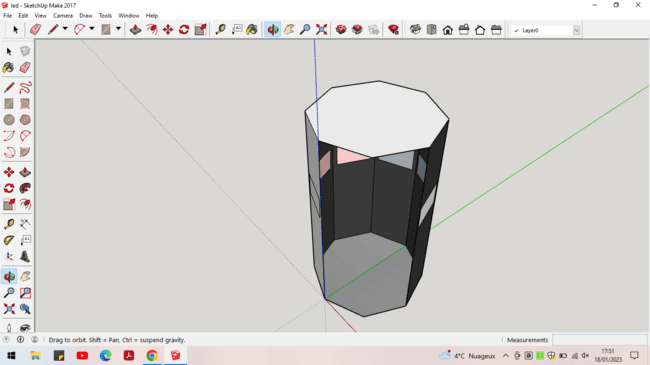 led - SketchUp Make 2017
File Edit View Camera Draw Tools Window Help
Layer0
Drag to orbit. Shift = Pan, Ctrl = suspend gravity.
Measurements
4°C Nuageux
17:51
18/01/2023